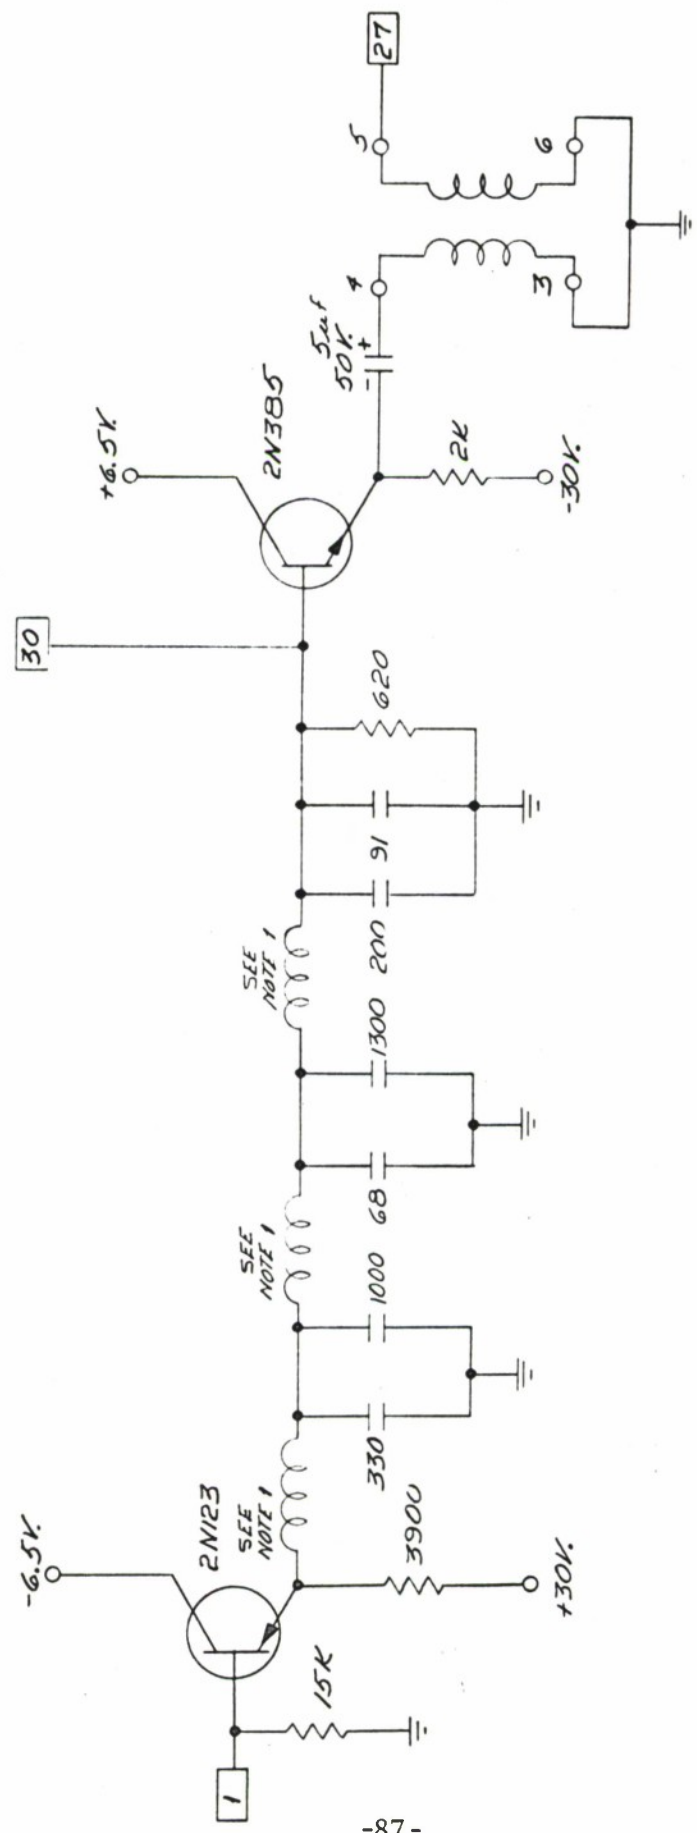 1
15K
-6.5V.
2N123
3900
+30V.
SEE
NOTE 1
330
1000
SEE
NOTE 1
68
1300
SEE
NOTE 1
200
91
620
30
+6.5V.
2N385
2K
-30V.
5uf
50V.
- +
4
3
5
6
27
-87-